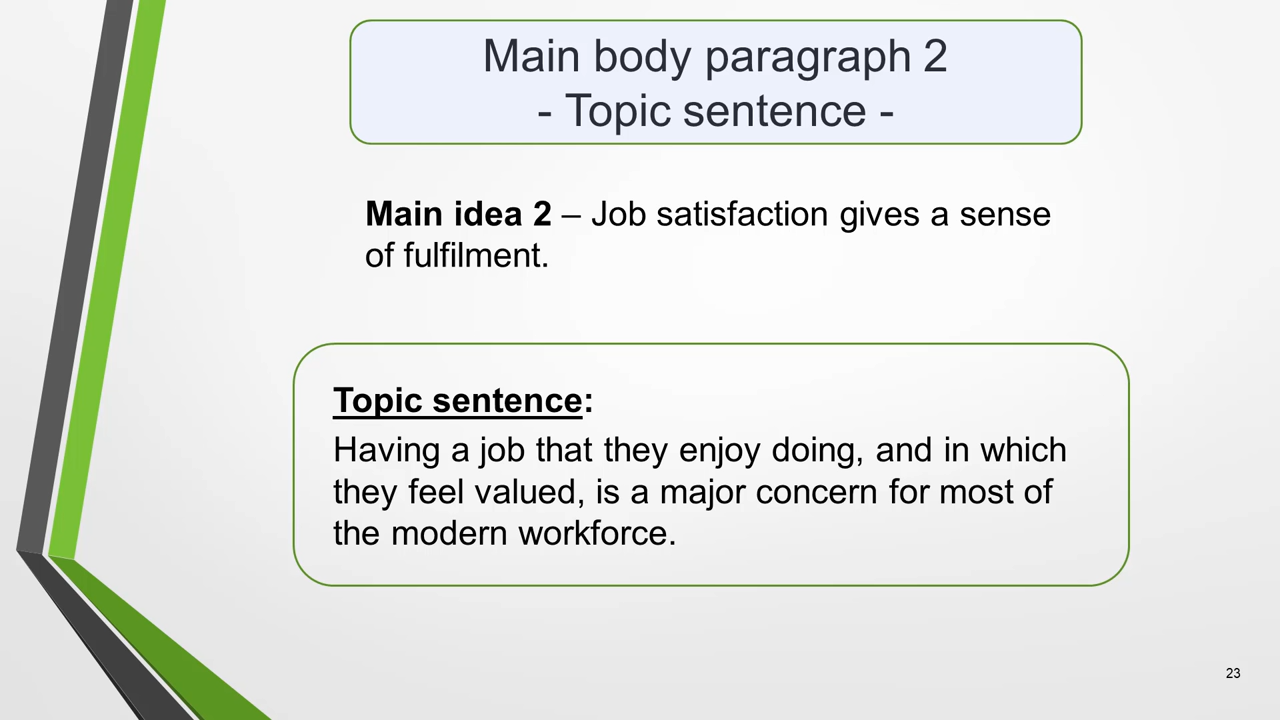 Main body paragraph 2
- Topic sentence -
Main idea 2 – Job satisfaction gives a sense
of fulfilment.
Topic sentence:
Having a job that they enjoy doing, and in which
they feel valued, is a major concern for most of
the modern workforce.
23